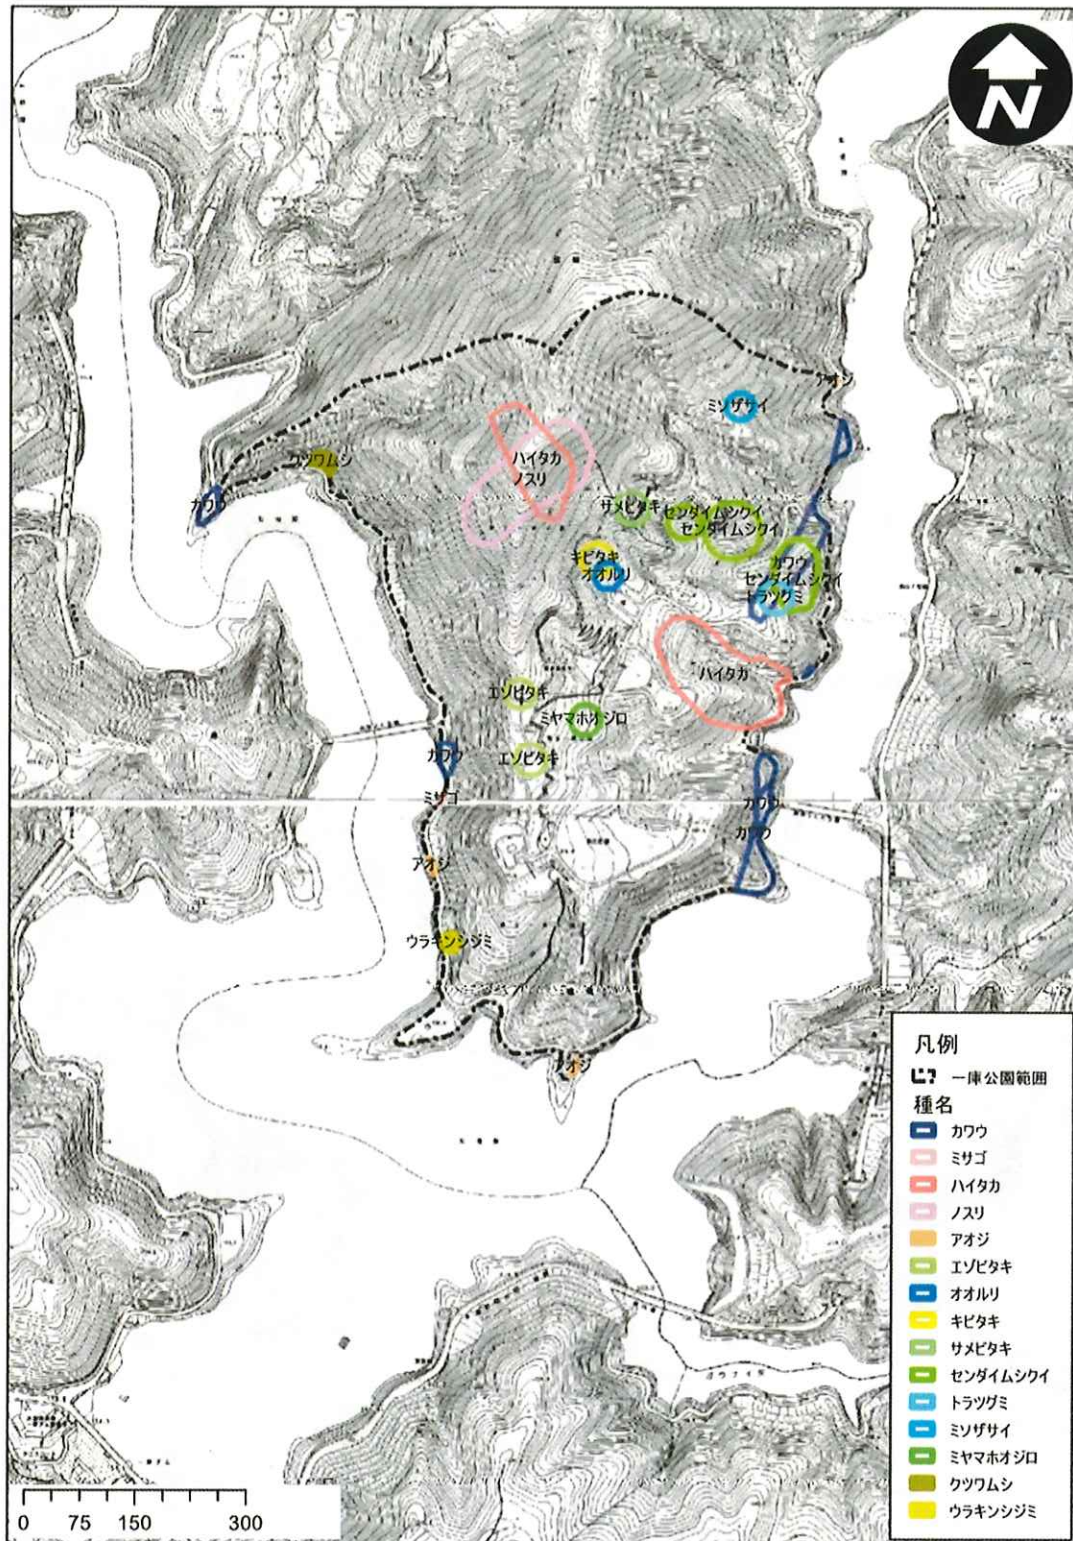 N
アオジ
ミソザサイ
ハイタカ
ノスリ
クツワムシ
カワウ
サメビタキ
センダイムシクイ
センダイムシクイ
キビタキ
オオルリ
カワウ
センダイムシクイ
トラツグミ
ハイタカ
エゾビタキ
ミヤマホオジロ
エゾビタキ
カワウ
ミサゴ
カワウ
カワウ
アオジ
ウラキンシジミ
アオジ
凡例
一庫公園範囲
種名
カワウ
ミサゴ
ハイタカ
ノスリ
アオジ
エゾビタキ
オオルリ
キビタキ
サメビタキ
センダイムシクイ
トラツグミ
ミソザサイ
ミヤマホオジロ
クツワムシ
ウラキンシジミ
0 75 150 300